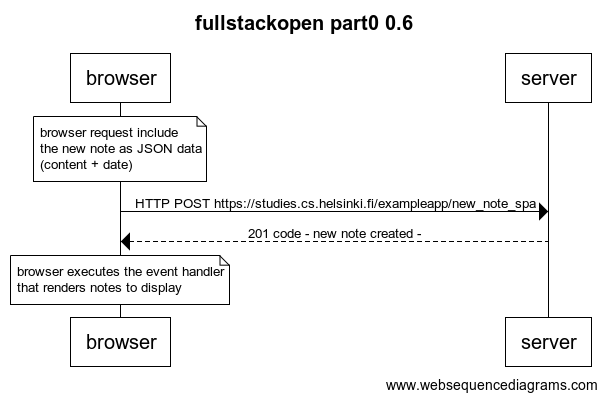 fullstackopen part0 0.6
browser
server
browser request include
the new note as JSON data
(content + date)
HTTP POST https://studies.cs.helsinki.fi/exampleapp/new_note_spa
201 code - new note created -
browser executes the event handler
that renders notes to display
browser
server
www.websequencediagrams.com